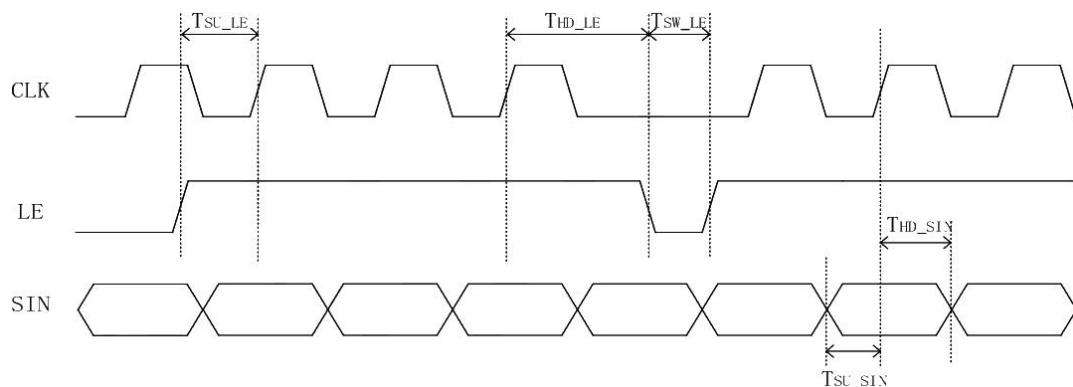 TSU_LE
THD_LE
TSW_LE
CLK
LE
THD_SIN
SIN
TSU_SIN